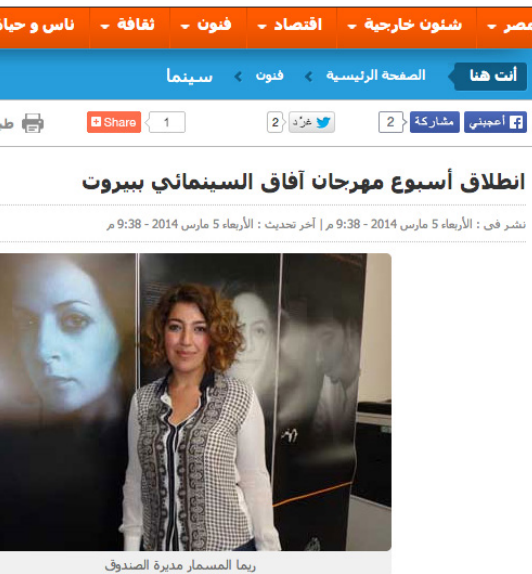 مصر شئون خارجية اقتصاد فنون ثقافة ناس و حياة
أنت هنا الصفحة الرئيسية فنون سينما
أعجبني مشاركة 2 غرّد 2 Share 1
انطلاق أسبوع مهرجان آفاق السينمائي ببيروت
نشر فى : الأربعاء 5 مارس 2014 - 9:38 م | آخر تحديث : الأربعاء 5 مارس 2014 - 9:38 م
ريما المسمار مديرة الصندوق